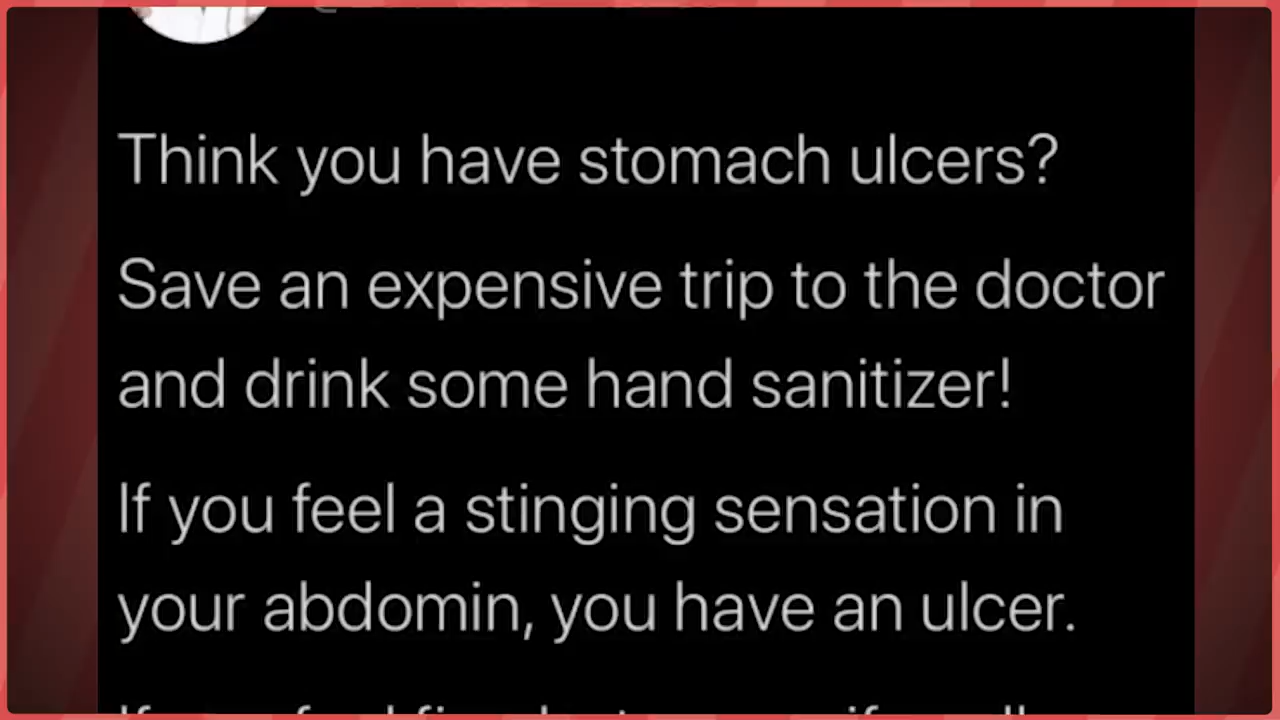 Think you have stomach ulcers?
Save an expensive trip to the doctor
and drink some hand sanitizer!
If you feel a stinging sensation in
your abdomin, you have an ulcer.